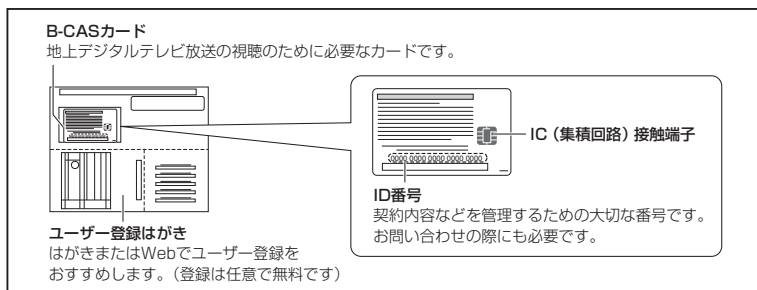 B-CASカード
地上デジタルテレビ放送の視聴のために必要なカードです。
IC（集積回路）接触端子
0000 0000 0000 0000 0000
ID番号
契約内容などを管理するための大切な番号です。
お問い合わせの際にも必要です。
ユーザー登録はがき
はがきまたはWebでユーザー登録を
おすすめします。（登録は任意で無料です）